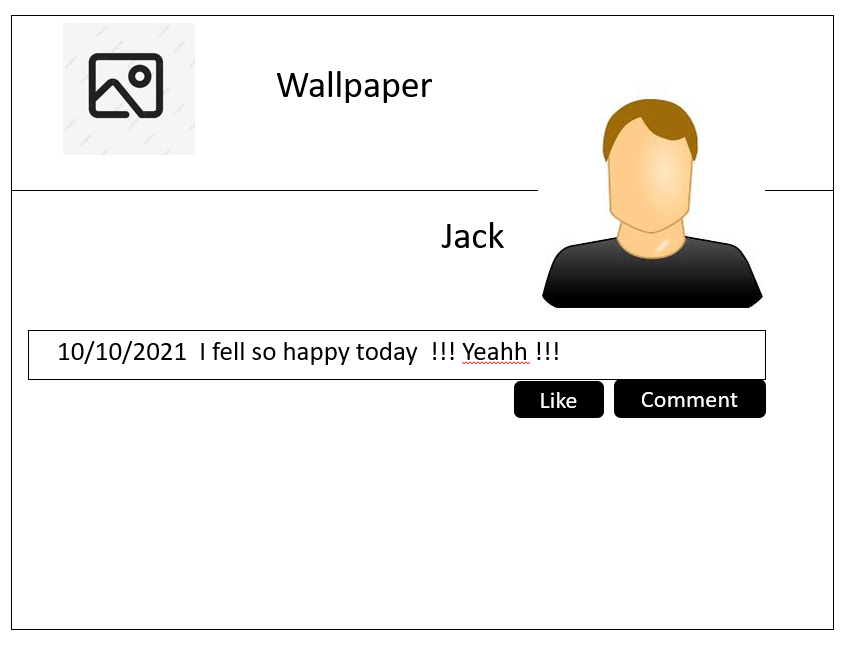 Wallpaper
Jack
10/10/2021 I fell so happy today !!! Yeahh !!!
Like Comment